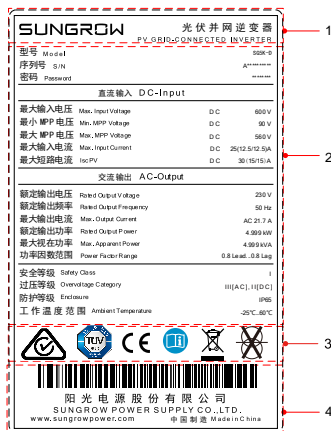 SUNGROW 光伏并网逆变器
PV GRID-CONNECTED INVERTER
1
型号 Model SG5K-D
序列号 S/N A**********
密码 Password ********
直流输入 DC-Input
最大输入电压 Max. Input Voltage DC 600 V
最小 MPP 电压 Min. MPP Voltage DC 90 V
最大 MPP 电压 Max. MPP Voltage DC 560 V
最大输入电流 Max. Input Current DC 25(12.5/12.5)A
最大短路电流 Isc PV DC 30 (15/15) A
2
交流输出 AC-Output
额定输出电压 Rated Output Voltage 230 V
额定输出频率 Rated Output Frequency 50 Hz
最大输出电流 Max. Output Current AC 21.7 A
额定输出功率 Rated Output Power 4.999 kW
最大视在功率 Max. Apparent Power 4.999 kVA
功率因数范围 Power Factor Range 0.8 Lead...0.8 Lag
安全等级 Safety Class I
过压等级 Overvoltage Category III[AC], II[DC]
防护等级 Enclosure IP65
工作温度范围 Ambient Temperature -25℃..60℃
TÜV CE
3
阳光电源股份有限公司
SUNGROW POWER SUPPLY CO.,LTD.
www.sungrowpower.com 中国制造 Made in China
4